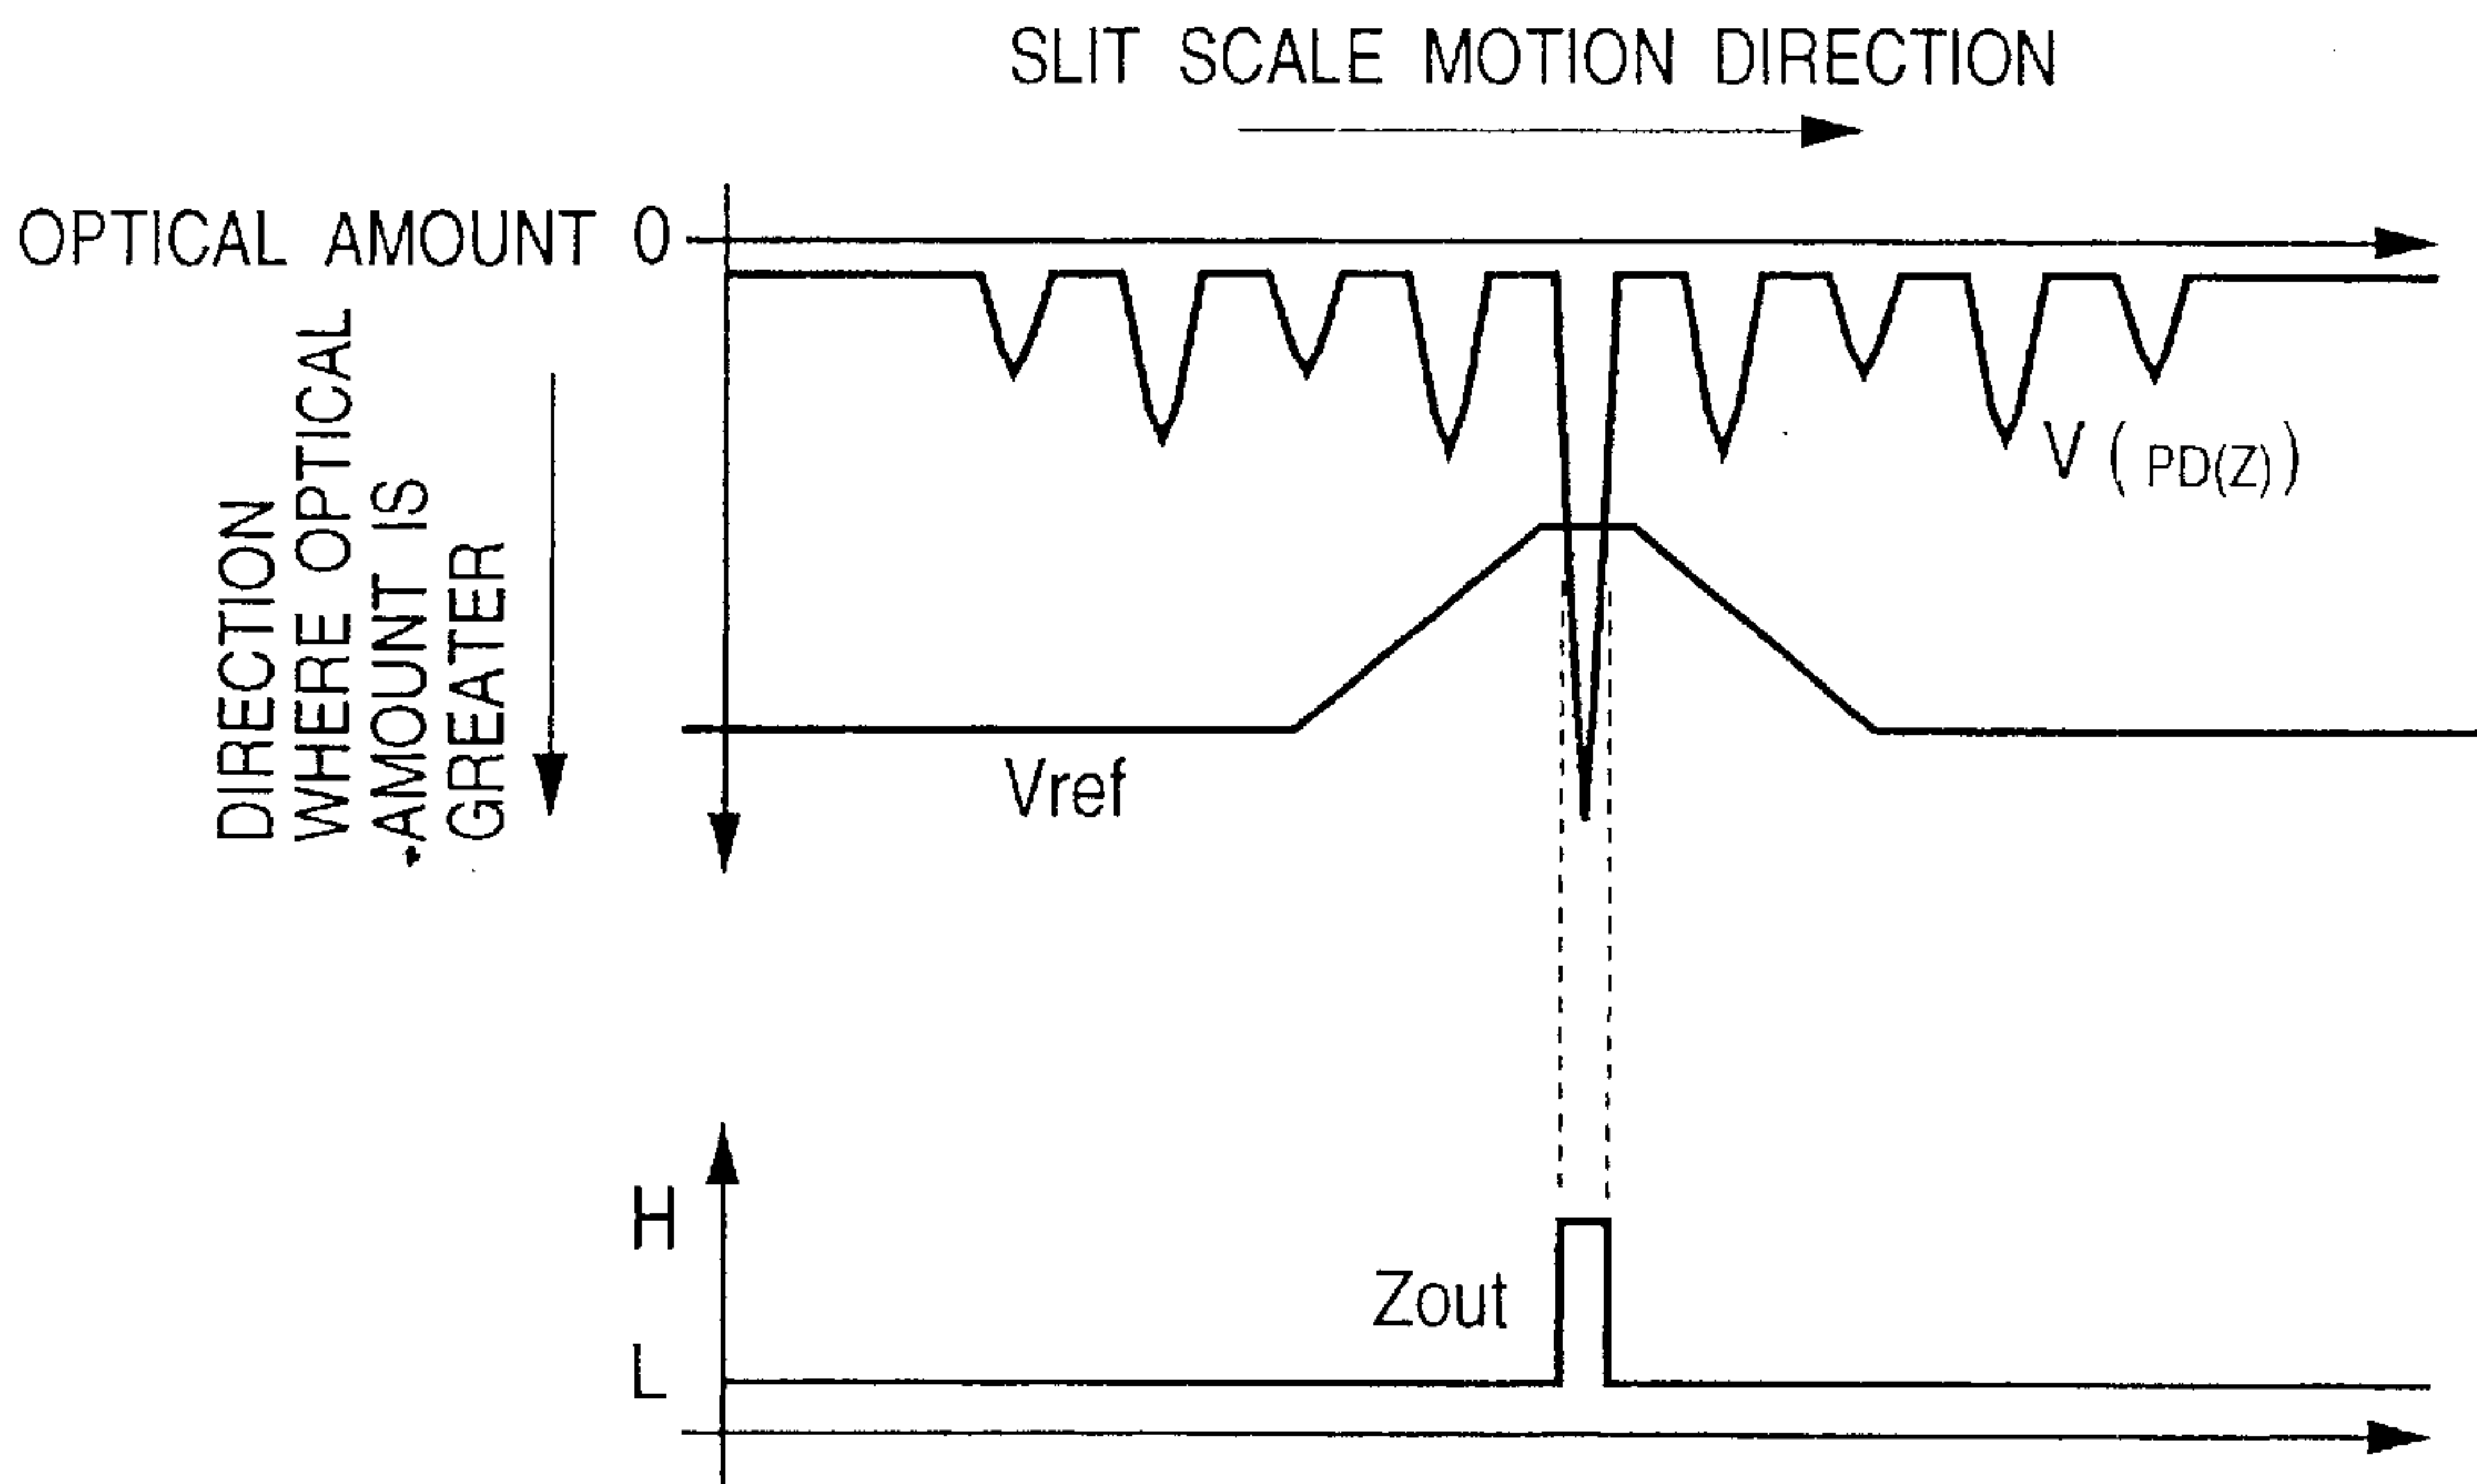 SLIT SCALE MOTION DIRECTION
OPTICAL AMOUNT 0
DIRECTION
WHERE OPTICAL
AMOUNT IS
GREATER
V (PD(Z))
Vref
H
Zout
L